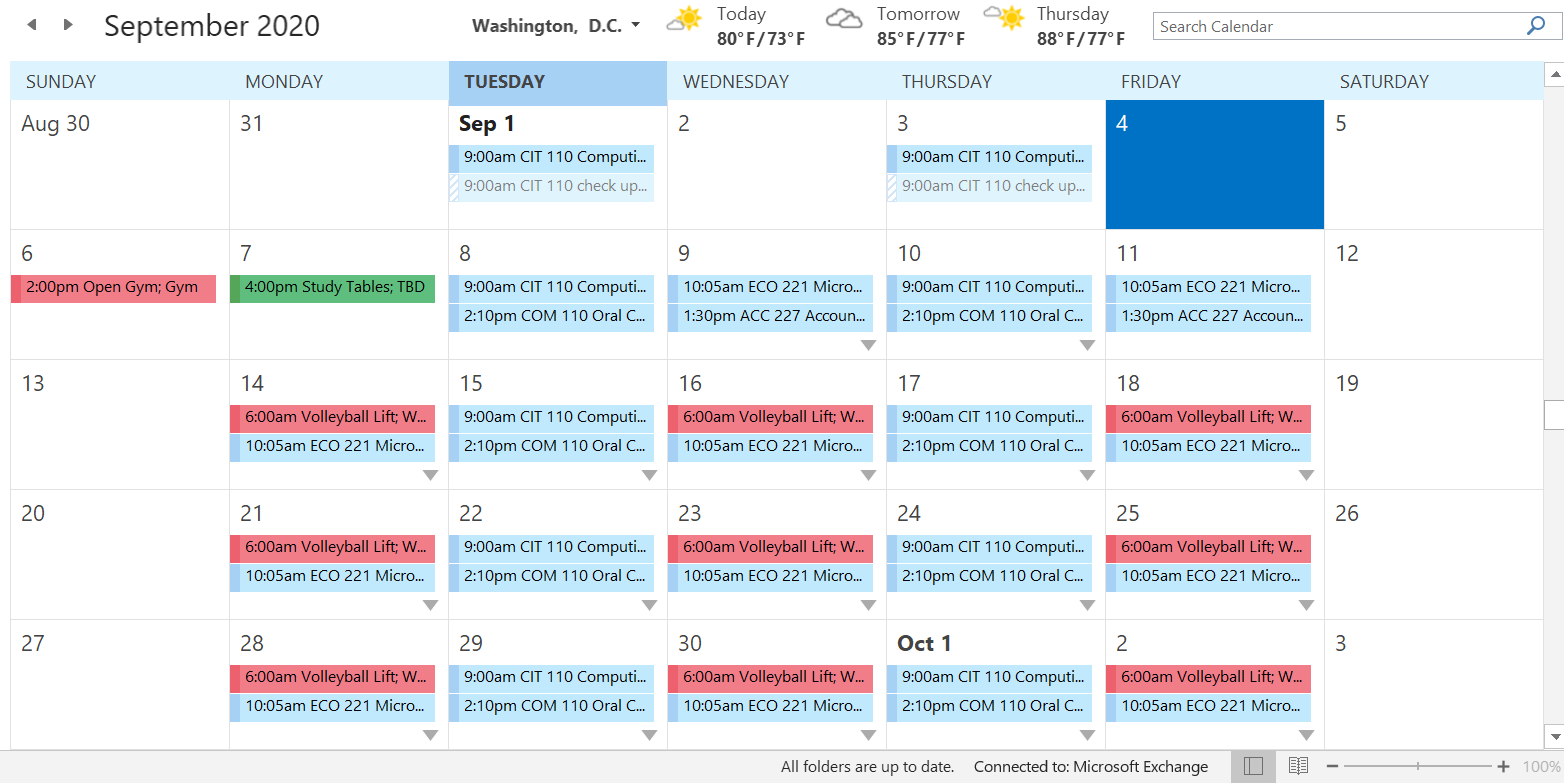 September 2020
Washington, D.C.
Today
80°F/73°F
Tomorrow
85°F/77°F
Thursday
88°F/77°F
Search Calendar
SUNDAY MONDAY TUESDAY WEDNESDAY THURSDAY FRIDAY SATURDAY
Aug 30
31
Sep 1
9:00am CIT 110 Computi...
9:00am CIT 110 check up...
2
3
9:00am CIT 110 Computi...
9:00am CIT 110 check up...
4
5
6
2:00pm Open Gym; Gym
7
4:00pm Study Tables; TBD
8
9:00am CIT 110 Computi...
2:10pm COM 110 Oral C...
9
10:05am ECO 221 Micro...
1:30pm ACC 227 Accoun...
10
9:00am CIT 110 Computi...
2:10pm COM 110 Oral C...
11
10:05am ECO 221 Micro...
1:30pm ACC 227 Accoun...
12
13
14
6:00am Volleyball Lift; W...
10:05am ECO 221 Micro...
15
9:00am CIT 110 Computi...
2:10pm COM 110 Oral C...
16
6:00am Volleyball Lift; W...
10:05am ECO 221 Micro...
17
9:00am CIT 110 Computi...
2:10pm COM 110 Oral C...
18
6:00am Volleyball Lift; W...
10:05am ECO 221 Micro...
19
20
21
6:00am Volleyball Lift; W...
10:05am ECO 221 Micro...
22
9:00am CIT 110 Computi...
2:10pm COM 110 Oral C...
23
6:00am Volleyball Lift; W...
10:05am ECO 221 Micro...
24
9:00am CIT 110 Computi...
2:10pm COM 110 Oral C...
25
6:00am Volleyball Lift; W...
10:05am ECO 221 Micro...
26
27
28
6:00am Volleyball Lift; W...
10:05am ECO 221 Micro...
29
9:00am CIT 110 Computi...
2:10pm COM 110 Oral C...
30
6:00am Volleyball Lift; W...
10:05am ECO 221 Micro...
Oct 1
9:00am CIT 110 Computi...
2:10pm COM 110 Oral C...
2
6:00am Volleyball Lift; W...
10:05am ECO 221 Micro...
3
All folders are up to date. Connected to: Microsoft Exchange 100%